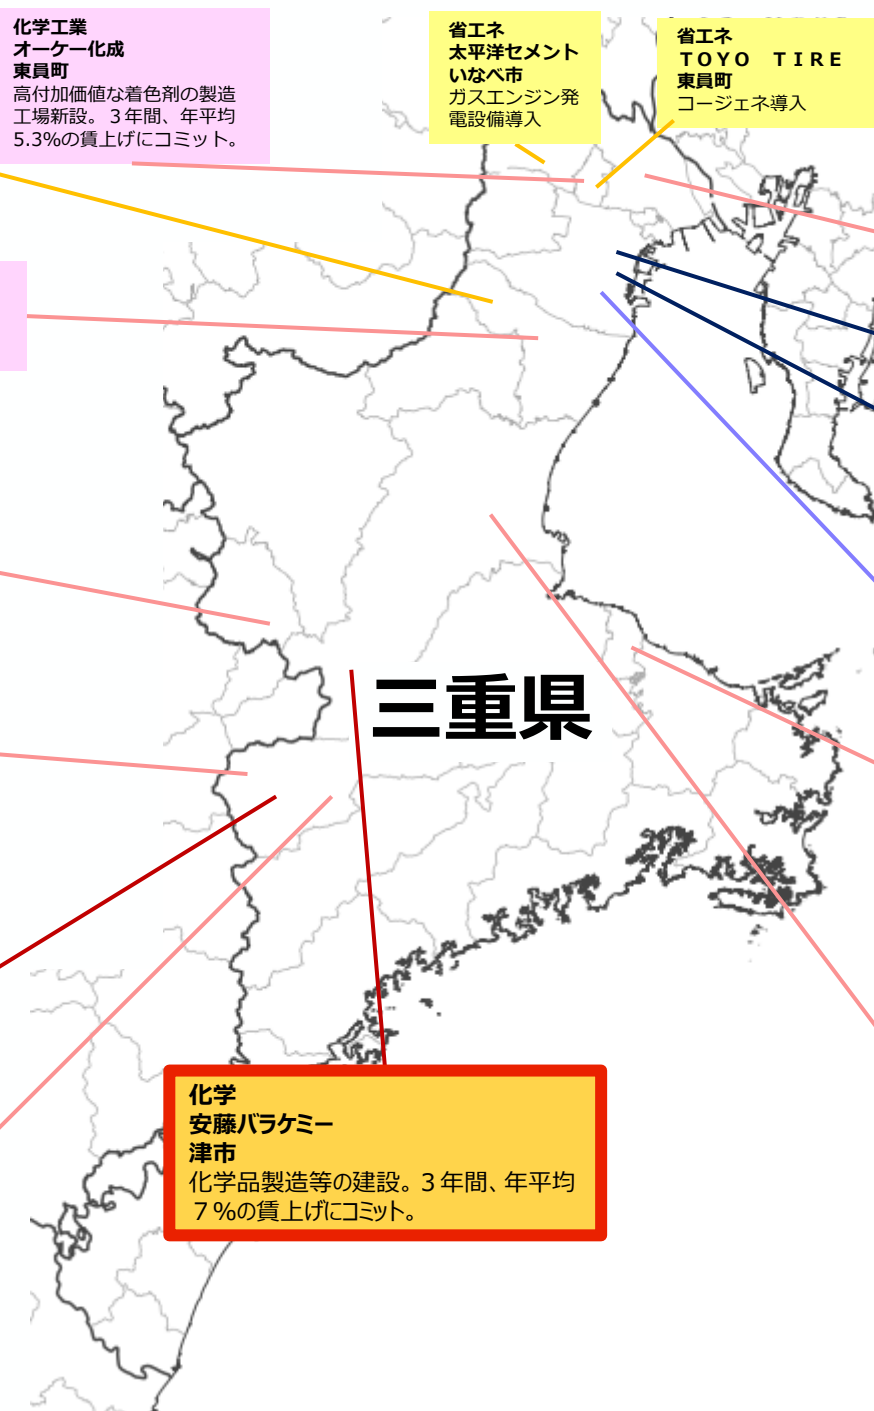 化学工業
オーケー化成
東員町
高付加価値な着色剤の製造
工場新設。３年間、年平均
5.3%の賃上げにコミット。
省エネ
太平洋セメント
いなべ市
ガスエンジン発
電設備導入
省エネ
ＴＯＹＯ　ＴＩＲＥ
東員町
コージェネ導入
三重県
化学
安藤パラケミー
津市
化学品製造等の建設。３年間、年平均
７%の賃上げにコミット。